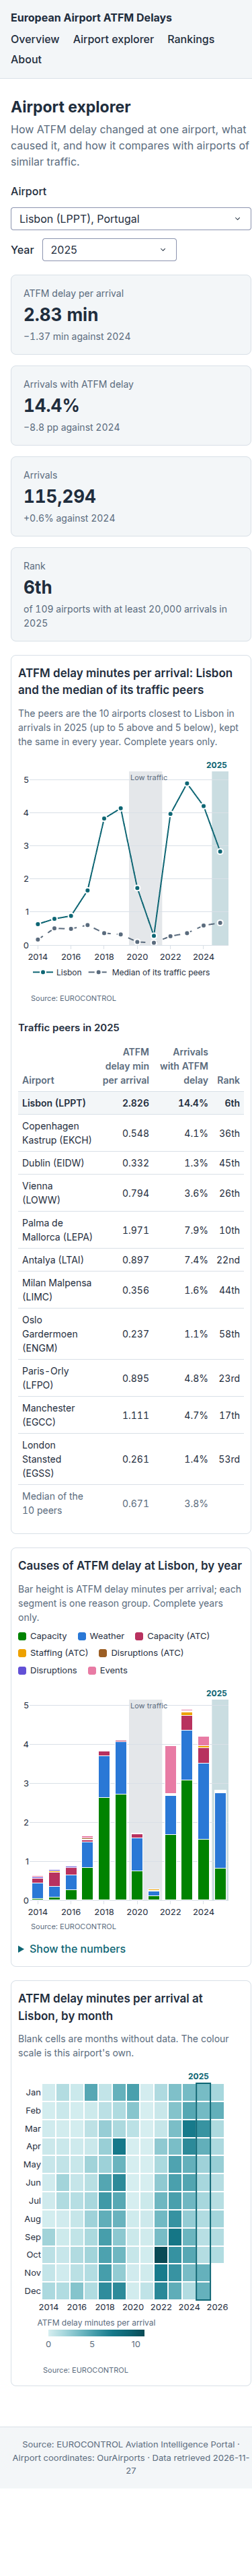 European Airport ATFM Delays
Overview Airport explorer Rankings
About
Airport explorer
How ATFM delay changed at one airport, what
caused it, and how it compares with airports of
similar traffic.
Airport
Lisbon (LPPT), Portugal
Year 2025
ATFM delay per arrival
2.83 min
−1.37 min against 2024
Arrivals with ATFM delay
14.4%
−8.8 pp against 2024
Arrivals
115,294
+0.6% against 2024
Rank
6th
of 109 airports with at least 20,000 arrivals in
2025
ATFM delay minutes per arrival: Lisbon
and the median of its traffic peers
The peers are the 10 airports closest to Lisbon in
arrivals in 2025 (up to 5 above and 5 below), kept
the same in every year. Complete years only.
2025
Low traffic
5
4
3
2
1
0
2014 2016 2018 2020 2022 2024
Lisbon Median of its traffic peers
Source: EUROCONTROL
Traffic peers in 2025
Airport ATFM delay min per arrival Arrivals with ATFM delay Rank
Lisbon (LPPT) 2.826 14.4% 6th
Copenhagen
Kastrup (EKCH) 0.548 4.1% 36th
Dublin (EIDW) 0.332 1.3% 45th
Vienna
(LOWW) 0.794 3.6% 26th
Palma de
Mallorca (LEPA) 1.971 7.9% 10th
Antalya (LTAI) 0.897 7.4% 22nd
Milan Malpensa
(LIMC) 0.356 1.6% 44th
Oslo
Gardermoen
(ENGM) 0.237 1.1% 58th
Paris-Orly
(LFPO) 0.895 4.8% 23rd
Manchester
(EGCC) 1.111 4.7% 17th
London
Stansted
(EGSS) 0.261 1.4% 53rd
Median of the
10 peers 0.671 3.8%
Causes of ATFM delay at Lisbon, by year
Bar height is ATFM delay minutes per arrival; each
segment is one reason group. Complete years
only.
Capacity Weather Capacity (ATC)
Staffing (ATC) Disruptions (ATC)
Disruptions Events
2025
Low traffic
5
4
3
2
1
0
2014 2016 2018 2020 2022 2024
Source: EUROCONTROL
Show the numbers
ATFM delay minutes per arrival at
Lisbon, by month
Blank cells are months without data. The colour
scale is this airport's own.
2025
Jan
Feb
Mar
Apr
May
Jun
Jul
Aug
Sep
Oct
Nov
Dec
2014 2016 2018 2020 2022 2024 2026
ATFM delay minutes per arrival
0 5 10
Source: EUROCONTROL
Source: EUROCONTROL Aviation Intelligence Portal ·
Airport coordinates: OurAirports · Data retrieved 2026-11-
27